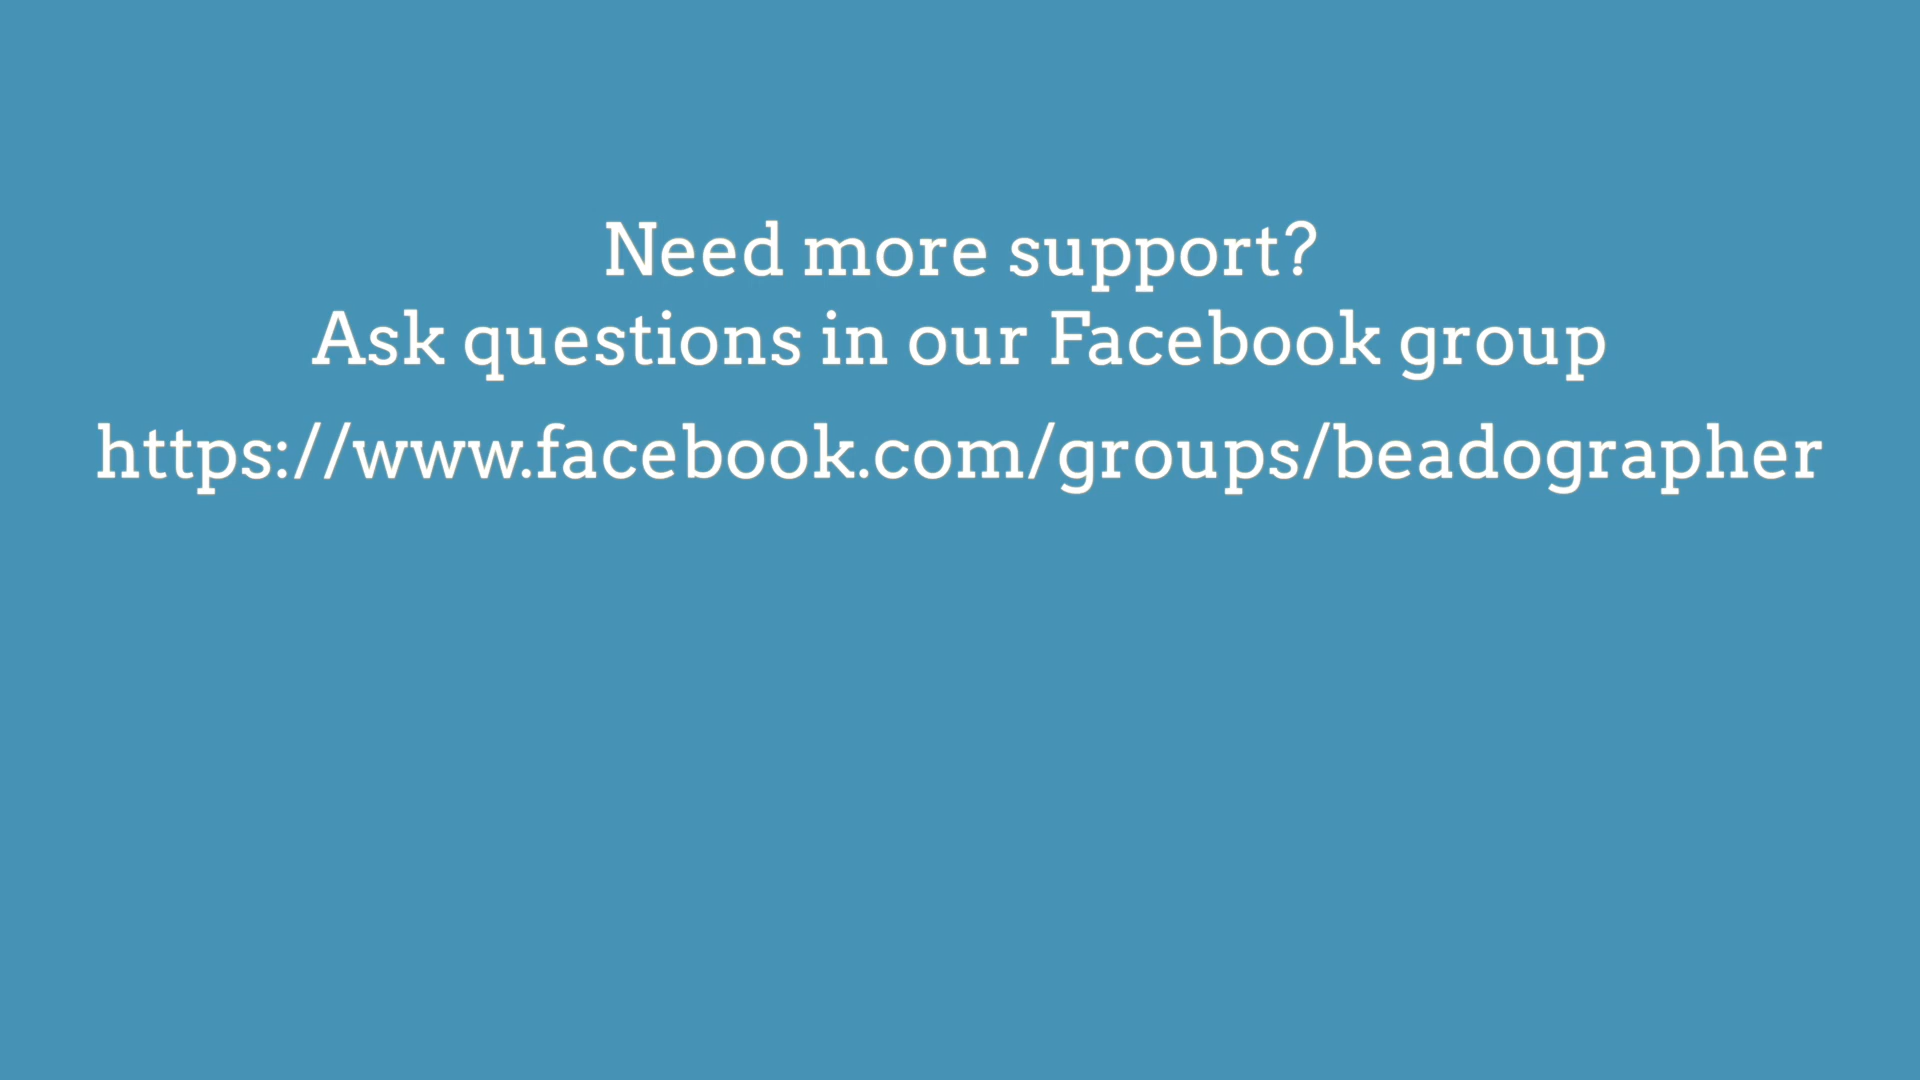 Need more support?
Ask questions in our Facebook group
https://www.facebook.com/groups/beadographer